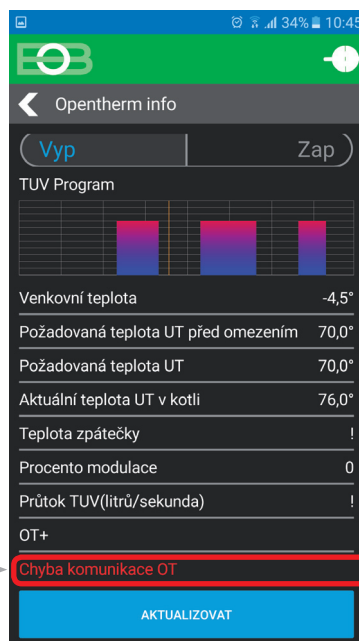 34% 10:45
EOB
Opentherm info
Vyp Zap
TUV Program
Venkovní teplota -4,5°
Požadovaná teplota UT před omezením 70,0°
Požadovaná teplota UT 70,0°
Aktuální teplota UT v kotli 76,0°
Teplota zpátečky !
Procento modulace 0
Průtok TUV(litrů/sekunda) !
OT+
Chyba komunikace OT
AKTUALIZOVAT